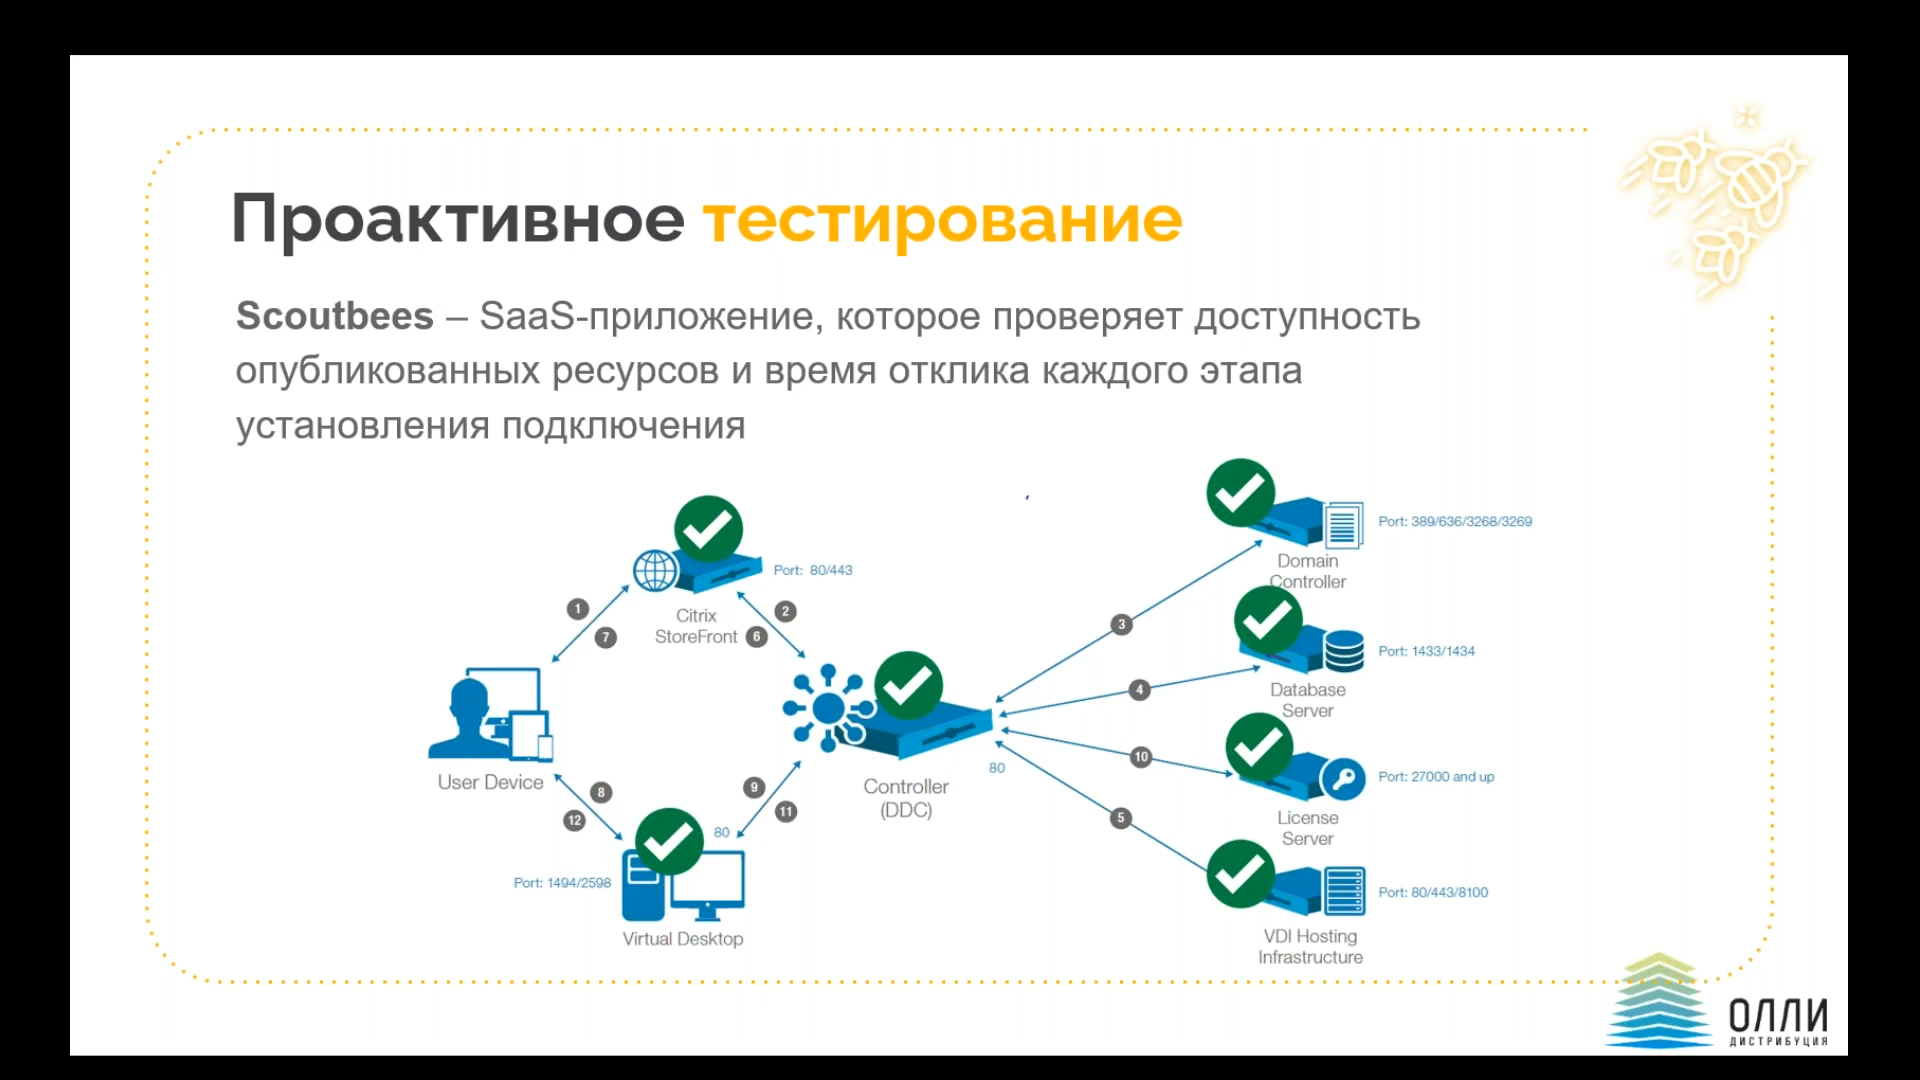 Проактивное тестирование
Scoutbees – SaaS-приложение, которое проверяет доступность
опубликованных ресурсов и время отклика каждого этапа
установления подключения
Port: 80/443
Citrix
StoreFront
1
7
2
6
User Device
8
12
9
11
80
Port: 1494/2598
Virtual Desktop
Controller
(DDC)
80
3
4
10
5
Port: 389/636/3268/3269
Domain
Controller
Port: 1433/1434
Database
Server
Port: 27000 and up
License
Server
Port: 80/443/8100
VDI Hosting
Infrastructure
ОЛЛИ
ДИСТРИБУЦИЯ